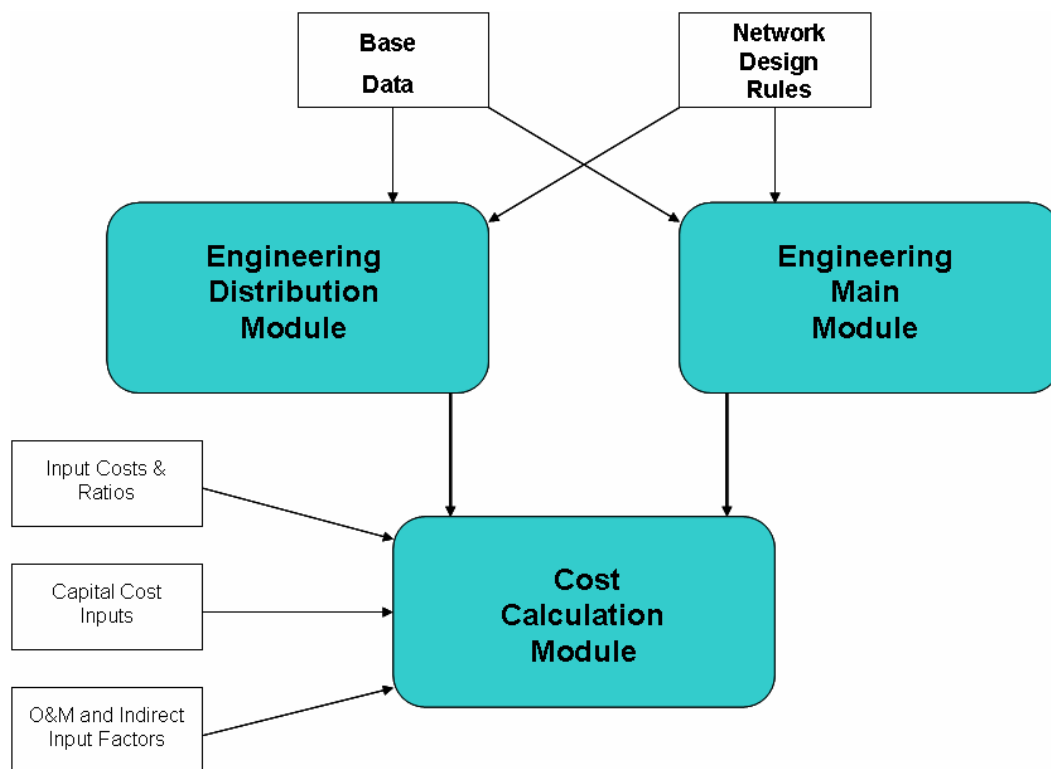 Base
Data
Network
Design
Rules
Engineering
Distribution
Module
Engineering
Main
Module
Input Costs &
Ratios
Capital Cost
Inputs
O&M and Indirect
Input Factors
Cost
Calculation
Module